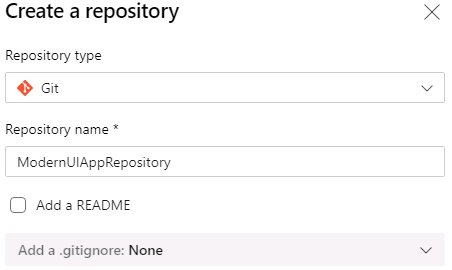 Create a repository
Repository type
Git
Repository name *
ModernUIAppRepository
Add a README
Add a .gitignore: None